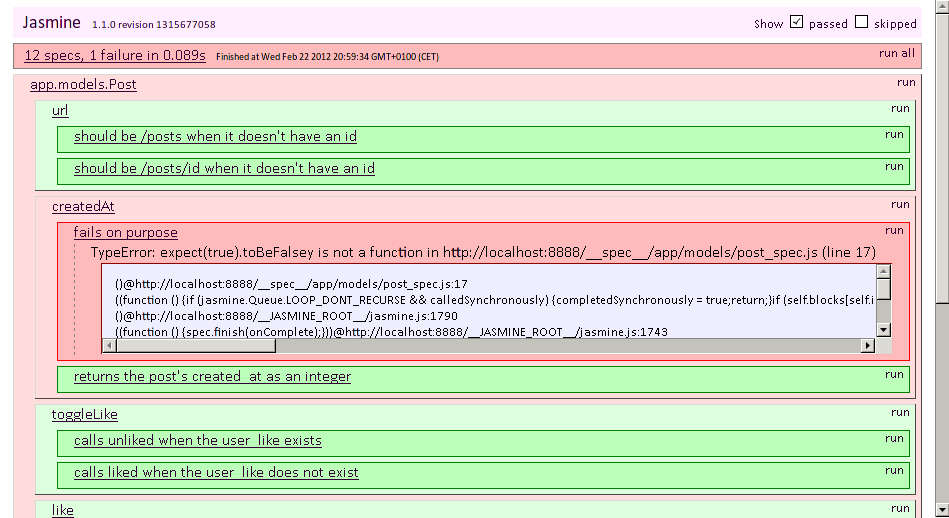 Jasmine 1.1.0 revision 1315677058 Show passed skipped
12 specs, 1 failure in 0.089s Finished at Wed Feb 22 2012 20:59:34 GMT+0100 (CET) run all
app.models.Post run
url run
should be /posts when it doesn't have an id run
should be /posts/id when it doesn't have an id run
createdAt run
fails on purpose run
TypeError: expect(true).toBeFalsey is not a function in http://localhost:8888/__spec__/app/models/post_spec.js (line 17)
()@http://localhost:8888/__spec__/app/models/post_spec.js:17
((function () {if (jasmine.Queue.LOOP_DONT_RECURSE && calledSynchronously) {completedSynchronously = true;return;}if (self.blocks[self.i
()@http://localhost:8888/__JASMINE_ROOT__/jasmine.js:1790
((function () {spec.finish(onComplete);}))@http://localhost:8888/__JASMINE_ROOT__/jasmine.js:1743
returns the post's created_at as an integer run
toggleLike run
calls unliked when the user_like exists run
calls liked when the user_like does not exist run
like run